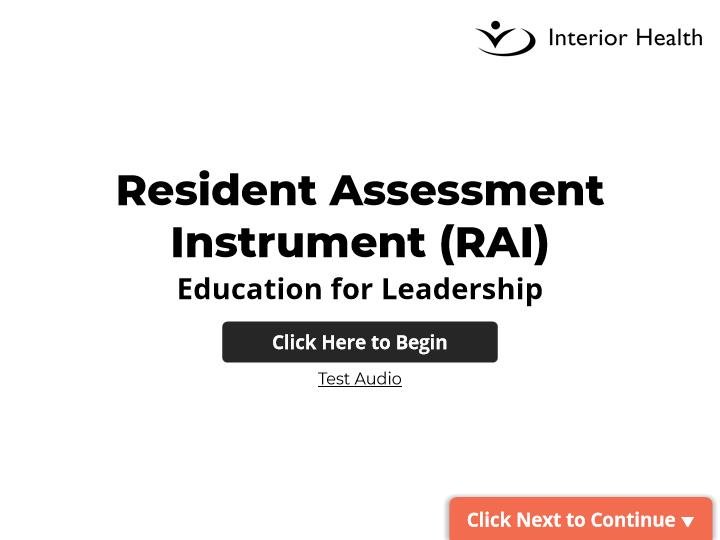 Interior Health
Resident Assessment
Instrument (RAI)
Education for Leadership
Click Here to Begin
Test Audio
Click Next to Continue